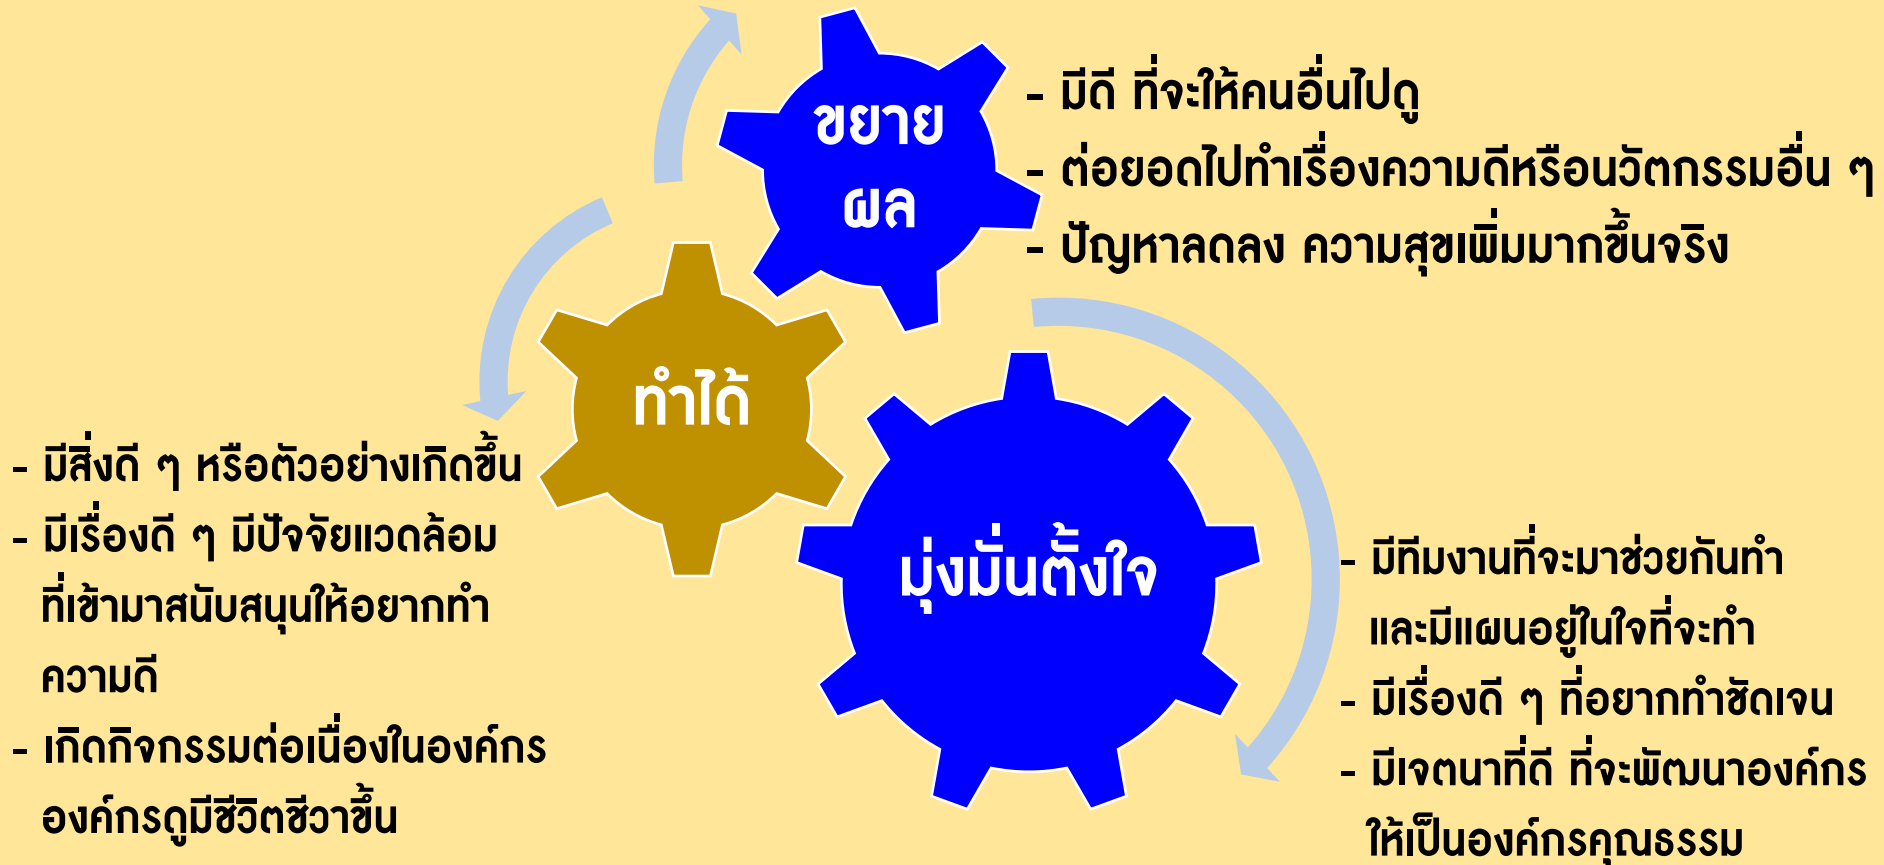 ขยาย
ผล
- มีดี ที่จะให้คนอื่นไปดู
- ต่อยอดไปทำเรื่องความดีหรือนวัตกรรมอื่น ๆ
- ปัญหาลดลง ความสุขเพิ่มมากขึ้นจริง
ทำได้
- มีสิ่งดี ๆ หรือตัวอย่างเกิดขึ้น
- มีเรื่องดี ๆ มีปัจจัยแวดล้อม
ที่เข้ามาสนับสนุนให้อยากทำ
ความดี
- เกิดกิจกรรมต่อเนื่องในองค์กร
องค์กรดูมีชีวิตชีวาขึ้น
มุ่งมั่นตั้งใจ
- มีทีมงานที่จะมาช่วยกันทำ
และมีแผนอยู่ในใจที่จะทำ
- มีเรื่องดี ๆ ที่อยากทำชัดเจน
- มีเจตนาที่ดี ที่จะพัฒนาองค์กร
ให้เป็นองค์กรคุณธรรม